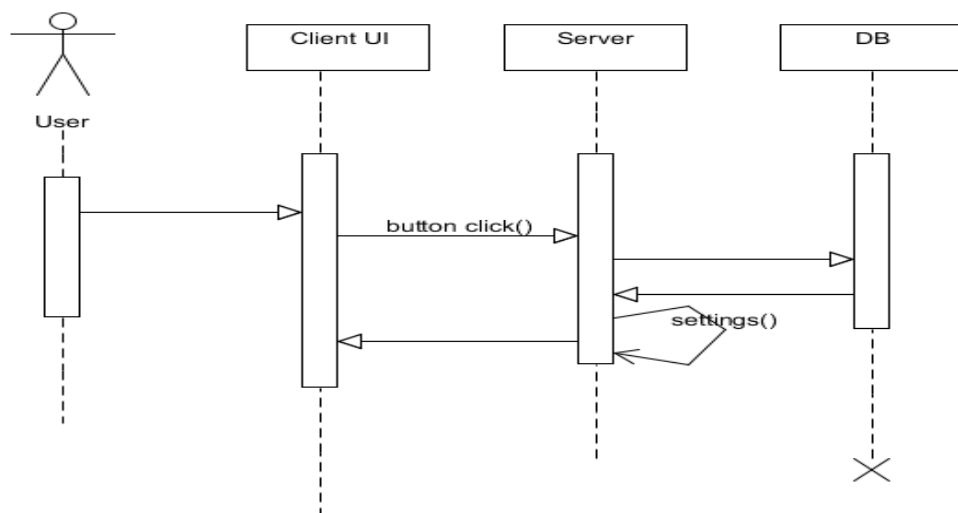 Client UI
Server
DB
User
button click()
settings()